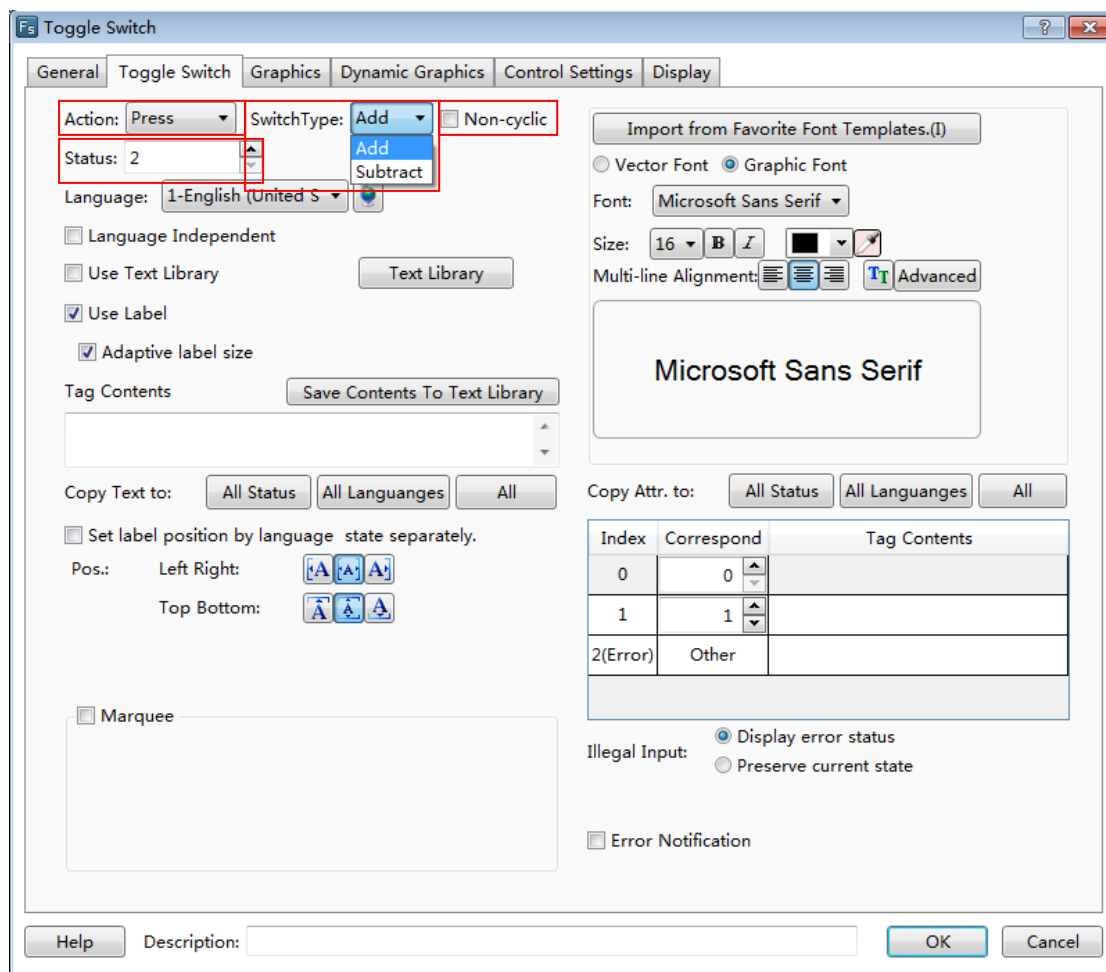 Fs Toggle Switch
General Toggle Switch Graphics Dynamic Graphics Control Settings Display
Action: Press SwitchType: Add Non-cyclic
Add
Subtract
Status: 2
Language: 1-English (United S
Language Independent
Use Text Library Text Library
Use Label
Adaptive label size
Tag Contents Save Contents To Text Library
Copy Text to: All Status All Languanges All
Set label position by language state separately.
Pos.: Left Right: A A A
Top Bottom: A A A
Marquee
Import from Favorite Font Templates.(I)
Vector Font Graphic Font
Font: Microsoft Sans Serif
Size: 16 B I
Multi-line Alignment: TT Advanced
Microsoft Sans Serif
Copy Attr. to: All Status All Languanges All
Index Correspond Tag Contents
0 0
1 1
2(Error) Other
Illegal Input: Display error status
Preserve current state
Error Notification
Help Description: OK Cancel